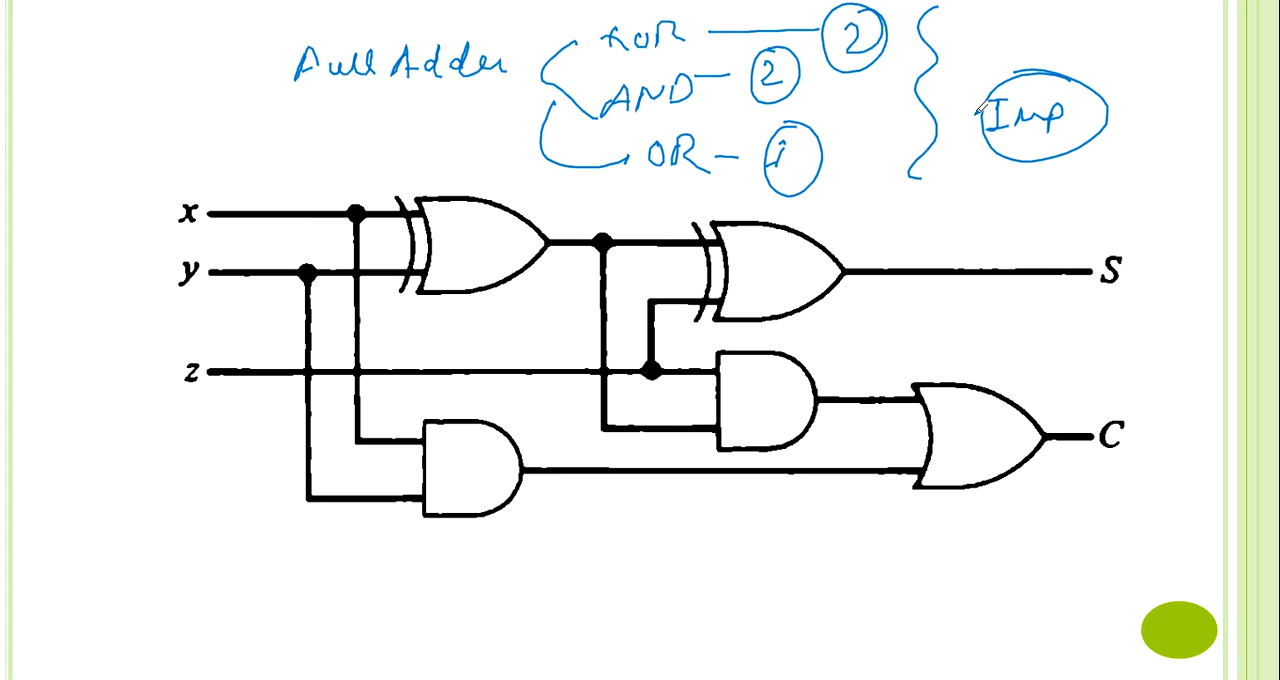 Full Adder
XOR — 2
AND — 2
OR — 1
Imp
x
y
z
S
C